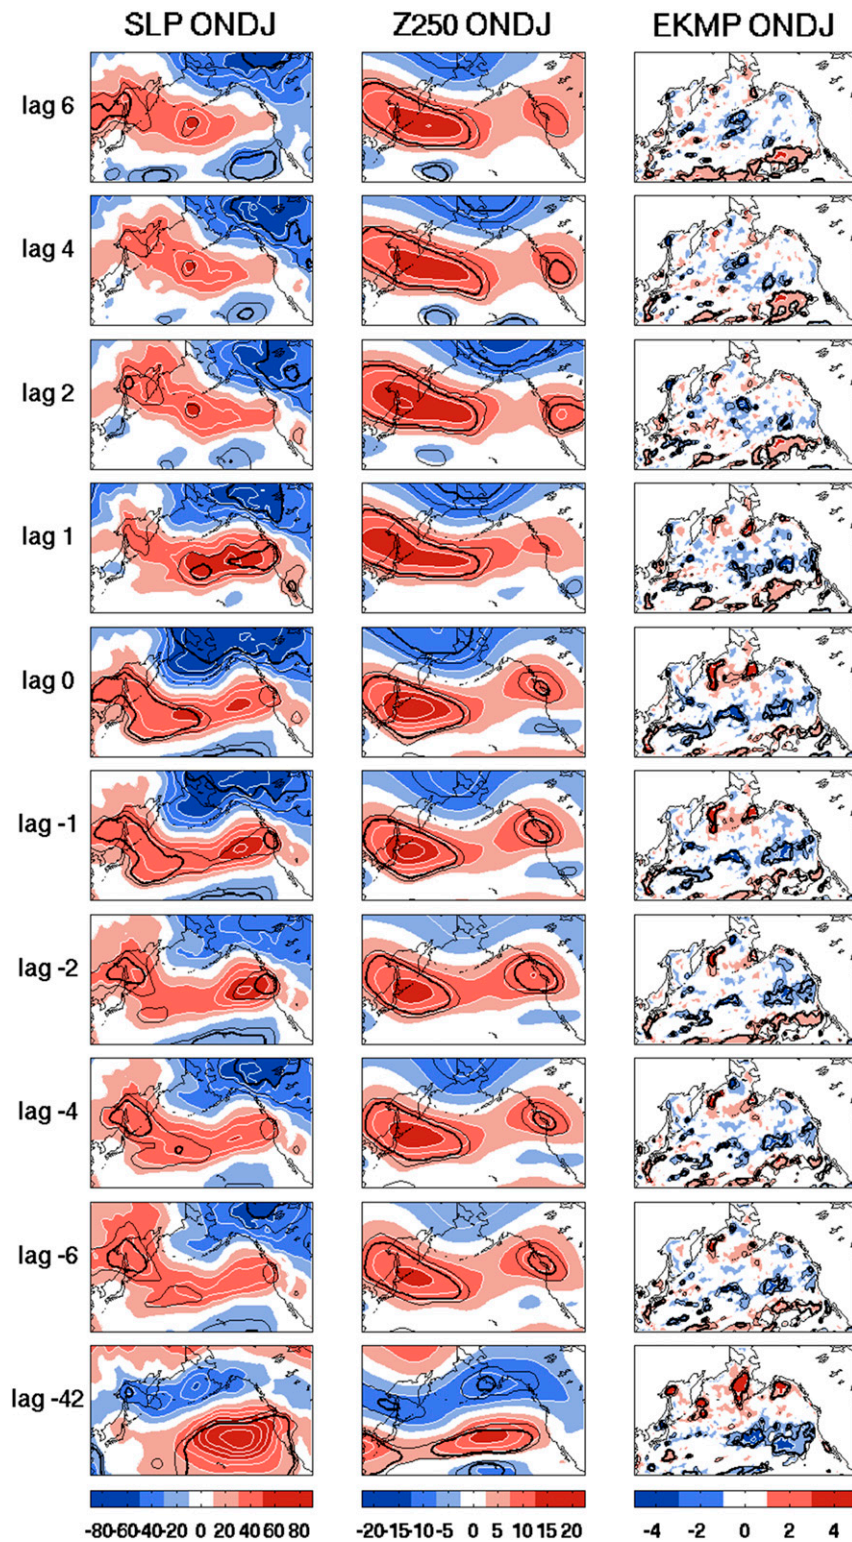 SLP ONDJ Z250 ONDJ EKMP ONDJ
lag 6
lag 4
lag 2
lag 1
lag 0
lag -1
lag -2
lag -4
lag -6
lag -42
-80-60-40-20 0 20 40 60 80 -20-15-10 -5 0 5 10 15 20 -4 -2 0 2 4